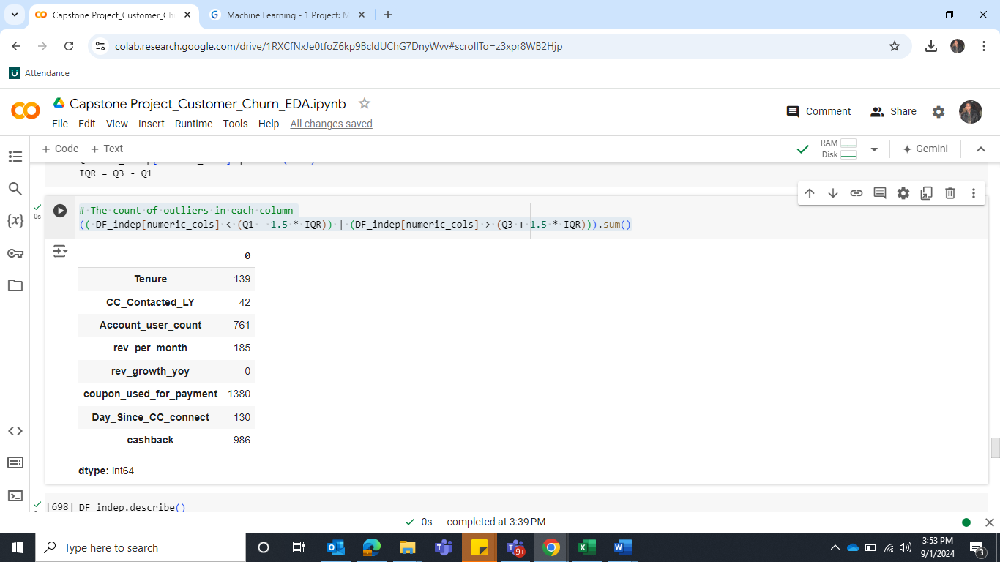 Capstone Project_Customer_Ch
Machine Learning - 1 Project: M
colab.research.google.com/drive/1RXCfNxJe0tfoZ6kp9BcldUChG7DnyWvv#scrollTo=z3xpr8WB2Hjp
Attendance
Capstone Project_Customer_Churn_EDA.ipynb
File Edit View Insert Runtime Tools Help All changes saved
Comment Share
+ Code + Text
RAM
Disk
Gemini
IQR = Q3 - Q1
0s
# The count of outliers in each column
(( DF_indep[numeric_cols] < (Q1 - 1.5 * IQR)) | (DF_indep[numeric_cols] > (Q3 + 1.5 * IQR))).sum()
0
Tenure 139
CC_Contacted_LY 42
Account_user_count 761
rev_per_month 185
rev_growth_yoy 0
coupon_used_for_payment 1380
Day_Since_CC_connect 130
cashback 986
dtype: int64
[698] DF_indep.describe()
0s completed at 3:39 PM
Type here to search
9+
3:53 PM
9/1/2024
3